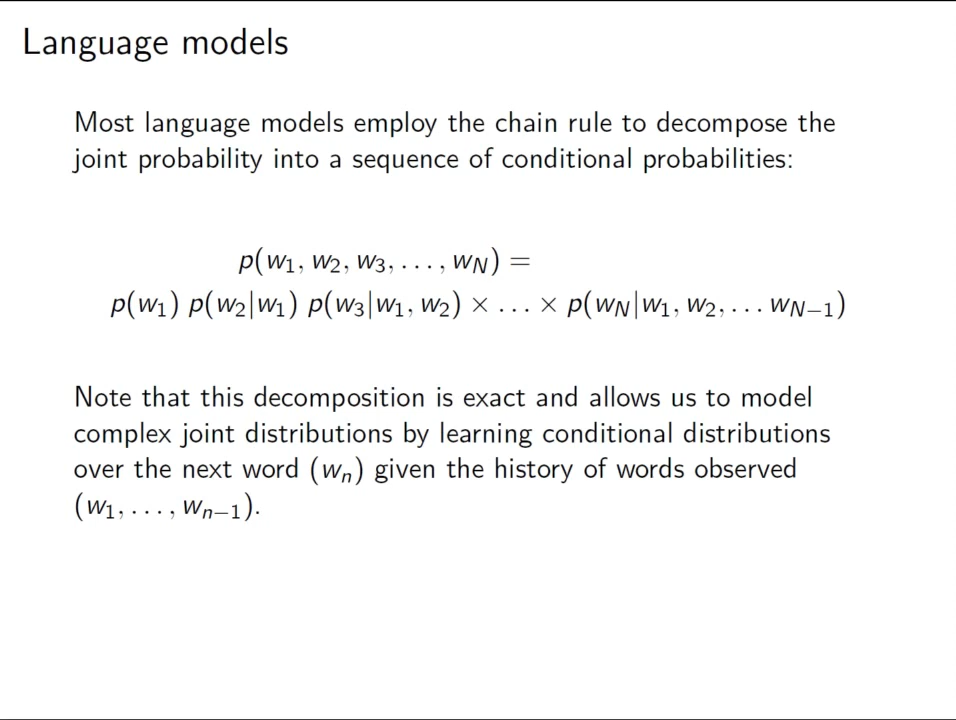 Language models
Most language models employ the chain rule to decompose the
joint probability into a sequence of conditional probabilities:
p(w₁, w₂, w₃, . . . , w_N) =
p(w₁) p(w₂|w₁) p(w₃|w₁, w₂) × . . . × p(w_N|w₁, w₂, . . . w_{N−1})
Note that this decomposition is exact and allows us to model
complex joint distributions by learning conditional distributions
over the next word (wₙ) given the history of words observed
(w₁, . . . , wₙ₋₁).